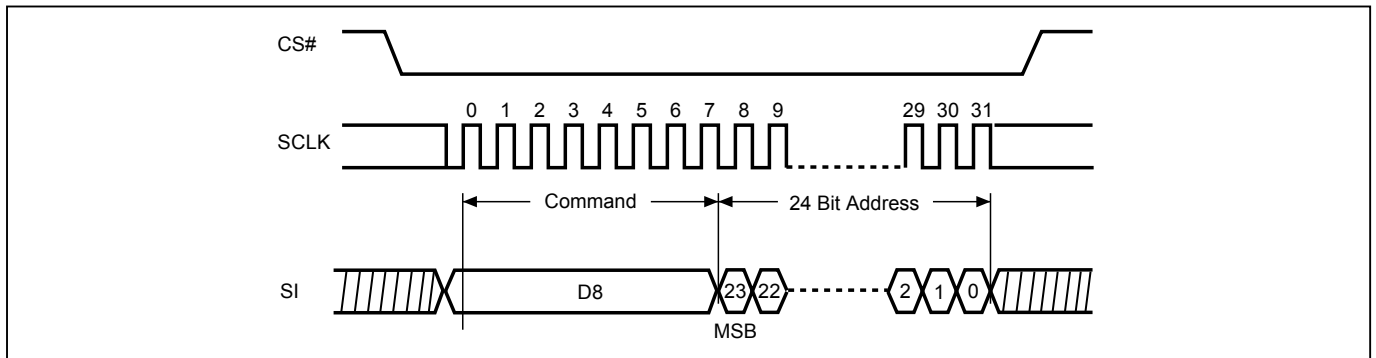 CS#
0 1 2 3 4 5 6 7 8 9 29 30 31
SCLK
Command 24 Bit Address
SI D8 23 22 2 1 0
MSB